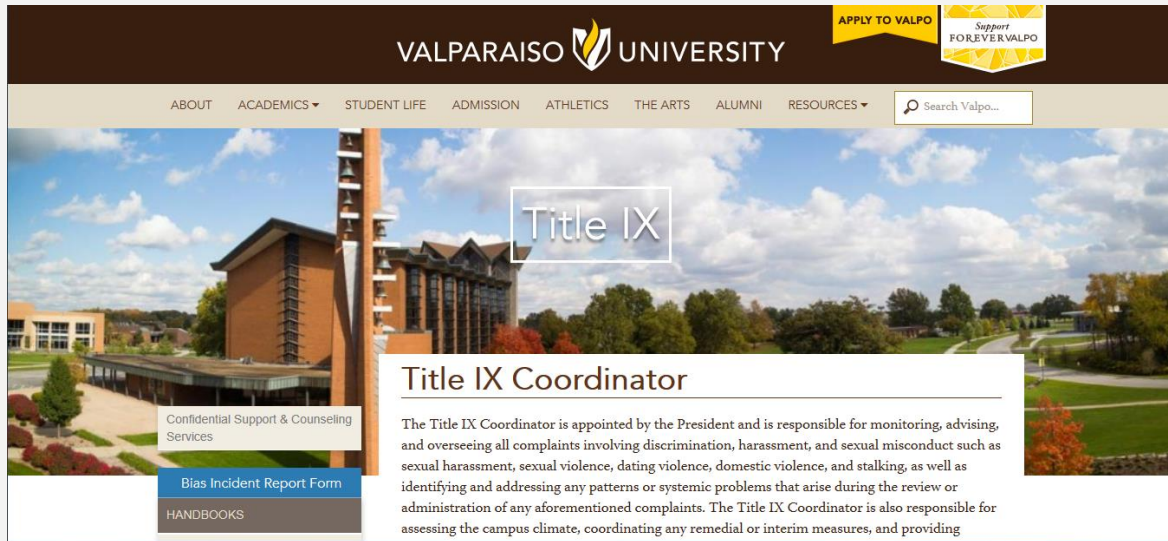 APPLY TO VALPO
Support
FOREVERVALPO
VALPARAISO UNIVERSITY
ABOUT ACADEMICS STUDENT LIFE ADMISSION ATHLETICS THE ARTS ALUMNI RESOURCES Search Valpo...
Title IX
Title IX Coordinator
Confidential Support & Counseling
Services
Bias Incident Report Form
HANDBOOKS
The Title IX Coordinator is appointed by the President and is responsible for monitoring, advising,
and overseeing all complaints involving discrimination, harassment, and sexual misconduct such as
sexual harassment, sexual violence, dating violence, domestic violence, and stalking, as well as
identifying and addressing any patterns or systemic problems that arise during the review or
administration of any aforementioned complaints. The Title IX Coordinator is also responsible for
assessing the campus climate, coordinating any remedial or interim measures, and providing